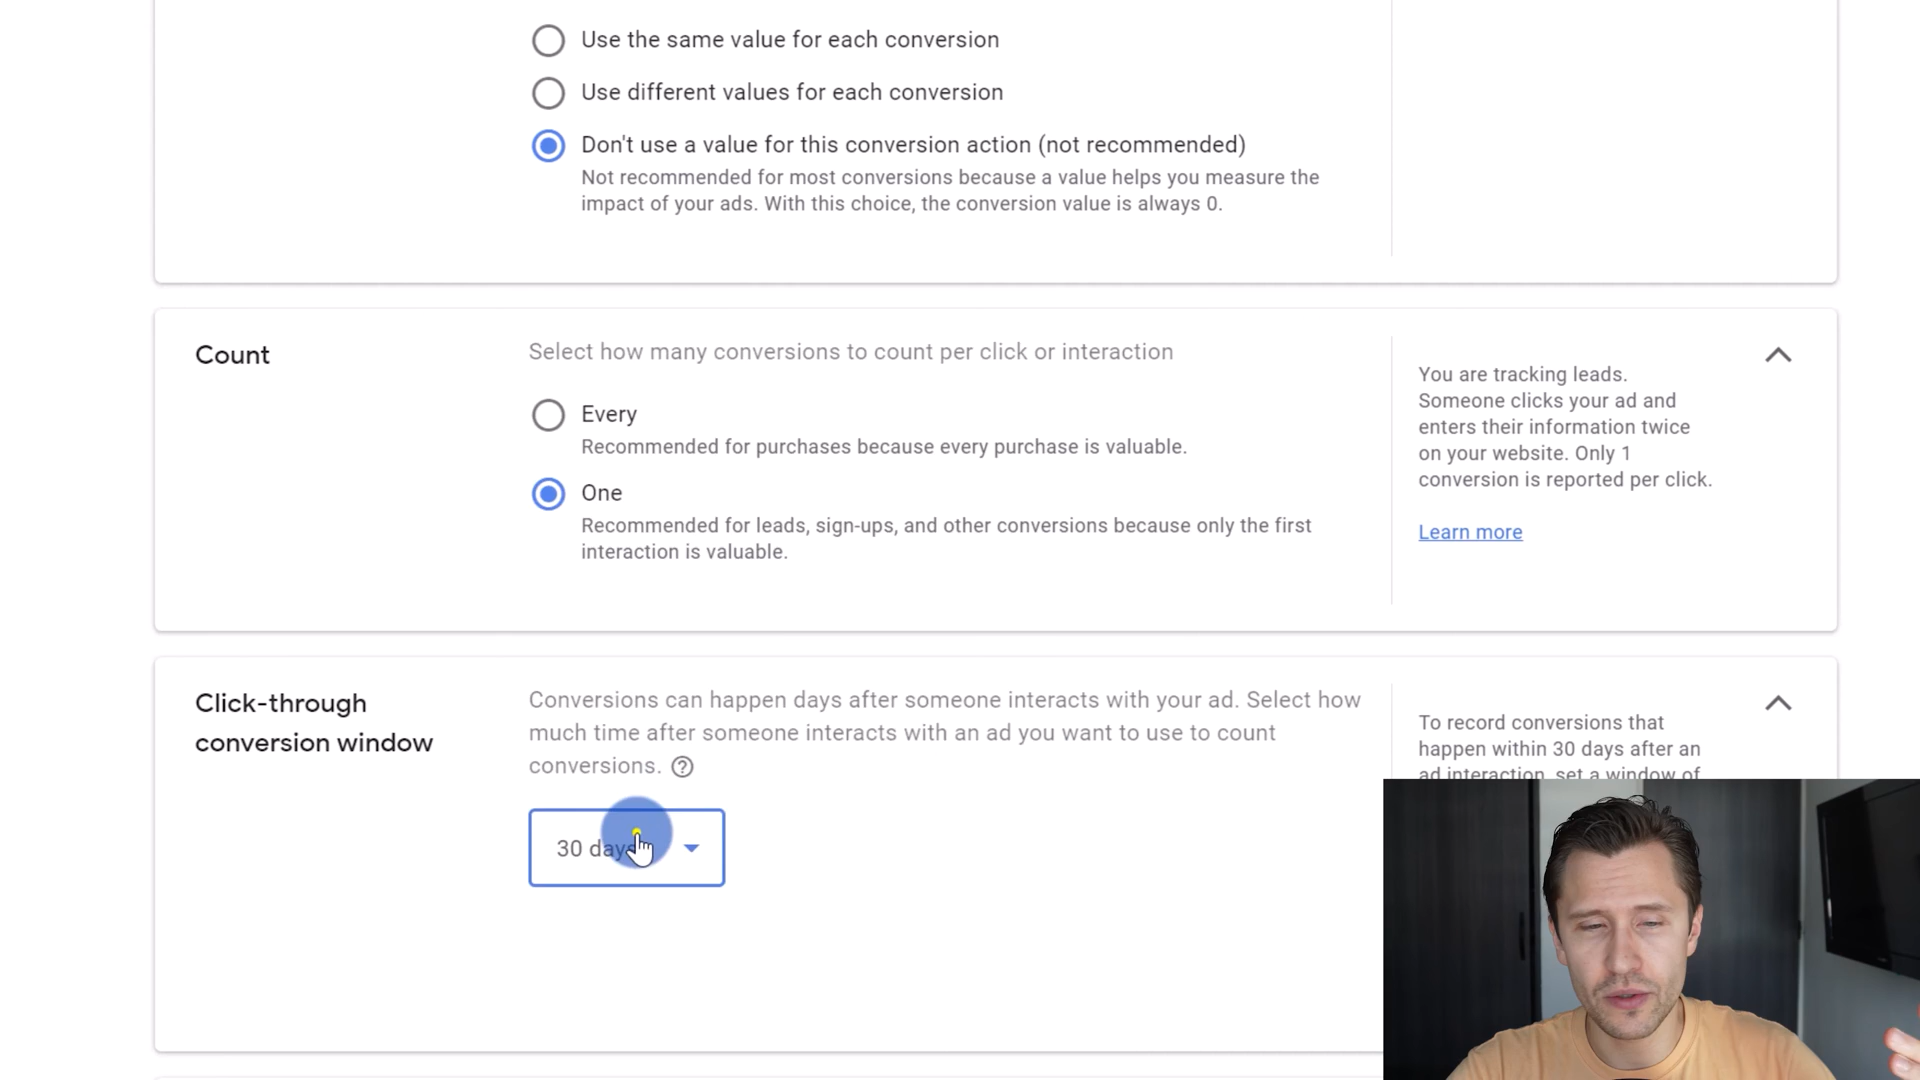 Use the same value for each conversion
Use different values for each conversion
Don't use a value for this conversion action (not recommended)
Not recommended for most conversions because a value helps you measure the
impact of your ads. With this choice, the conversion value is always 0.
Count
Select how many conversions to count per click or interaction
Every
Recommended for purchases because every purchase is valuable.
One
Recommended for leads, sign-ups, and other conversions because only the first
interaction is valuable.
You are tracking leads.
Someone clicks your ad and
enters their information twice
on your website. Only 1
conversion is reported per click.
Learn more
Click-through
conversion window
Conversions can happen days after someone interacts with your ad. Select how
much time after someone interacts with an ad you want to use to count
conversions.
30 days
To record conversions that
happen within 30 days after an
ad interaction, set a window of